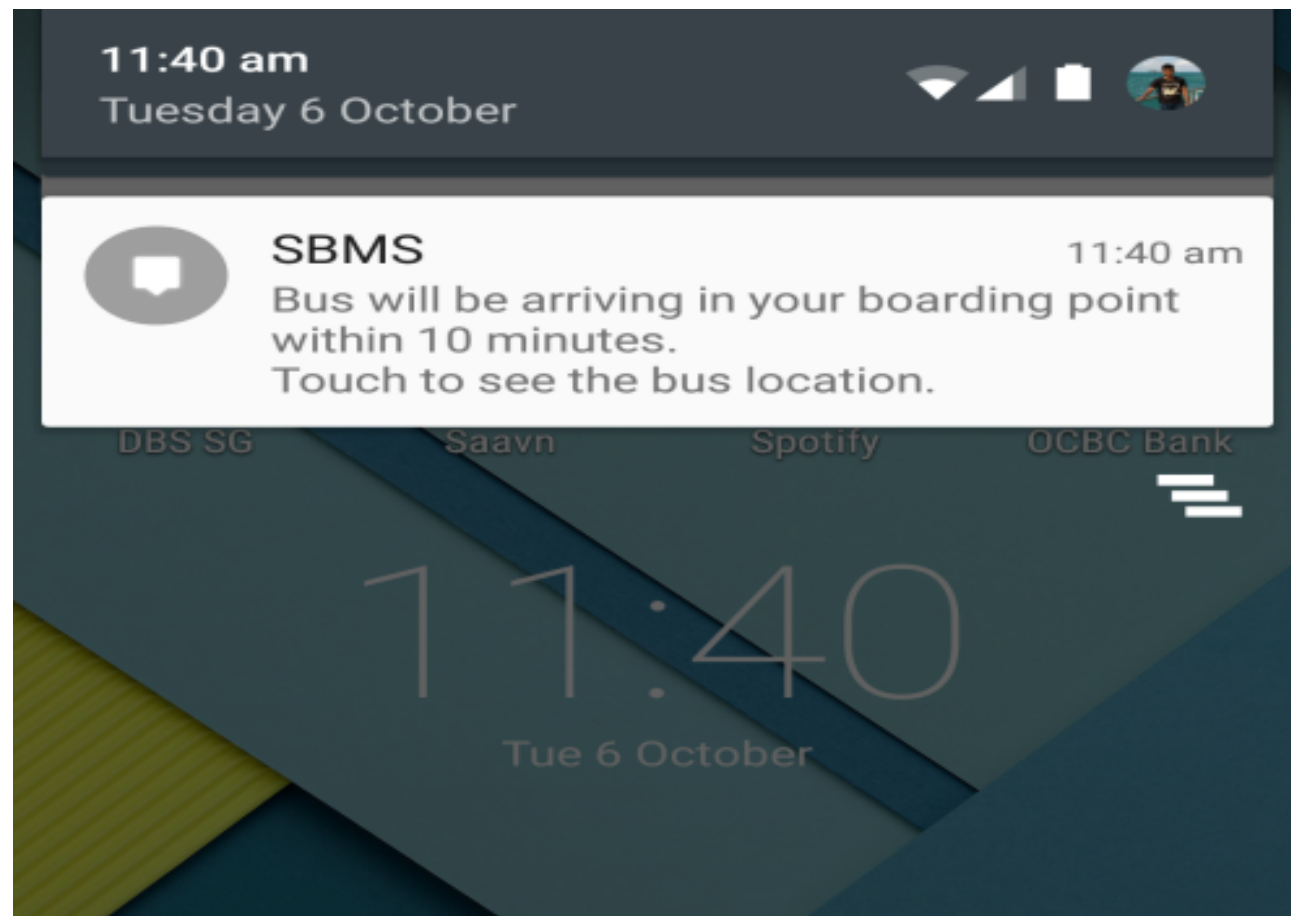 11:40 am
Tuesday 6 October
SBMS
11:40 am
Bus will be arriving in your boarding point
within 10 minutes.
Touch to see the bus location.
DBS SG
Saavn
Spotify
OCBC Bank
11:40
Tue 6 October